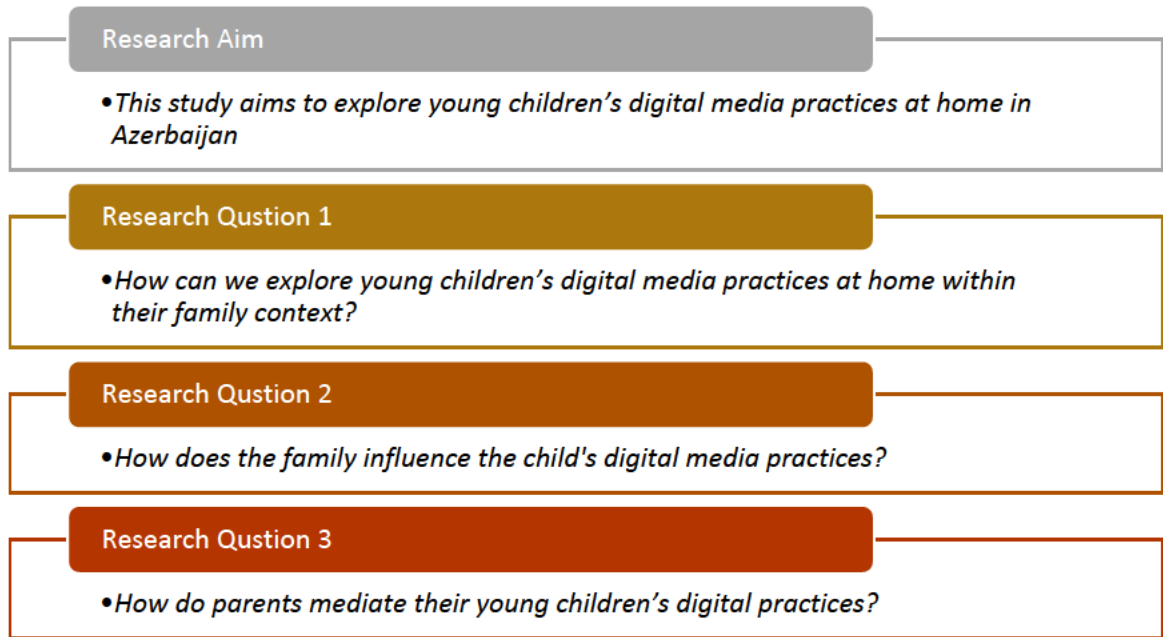 Research Aim
•This study aims to explore young children’s digital media practices at home in
Azerbaijan
Research Qustion 1
•How can we explore young children’s digital media practices at home within
their family context?
Research Qustion 2
•How does the family influence the child's digital media practices?
Research Qustion 3
•How do parents mediate their young children’s digital practices?